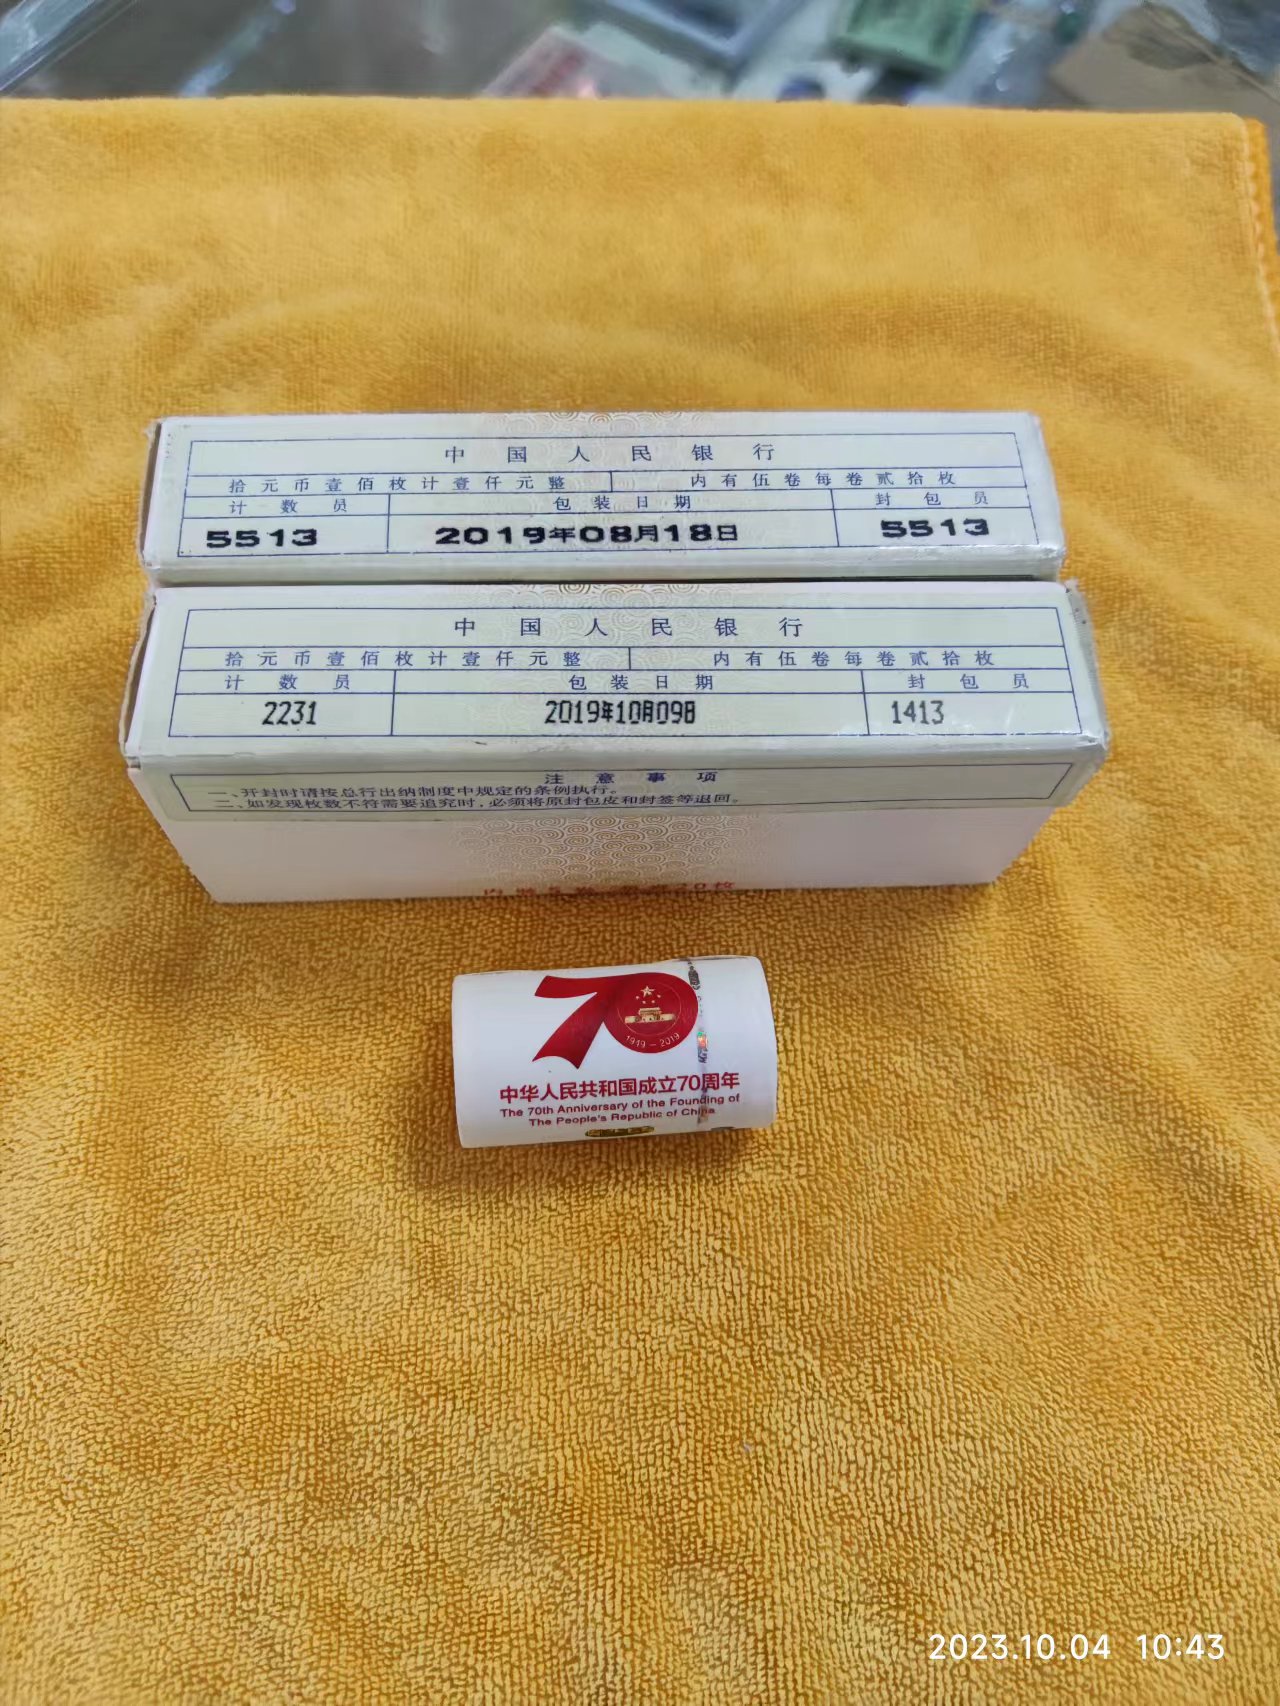 中国人民银行
拾元币壹佰枚计壹仟元整 内有伍卷每卷贰拾枚
计数员 包装日期 封包员
5513 2019年08月18日 5513
中国人民银行
拾元币壹佰枚计壹仟元整 内有伍卷每卷贰拾枚
计数员 包装日期 封包员
2231 2019年10月09日 1413
注意事项
一、开封时请按总行出纳制度中规定的条例执行。
二、如发现枚数不符需要追究时，必须将原封包皮和封签等退回。
70
1949-2019
中华人民共和国成立70周年
The 70th Anniversary of the Founding of
The People's Republic of China
2023.10.04 10:43